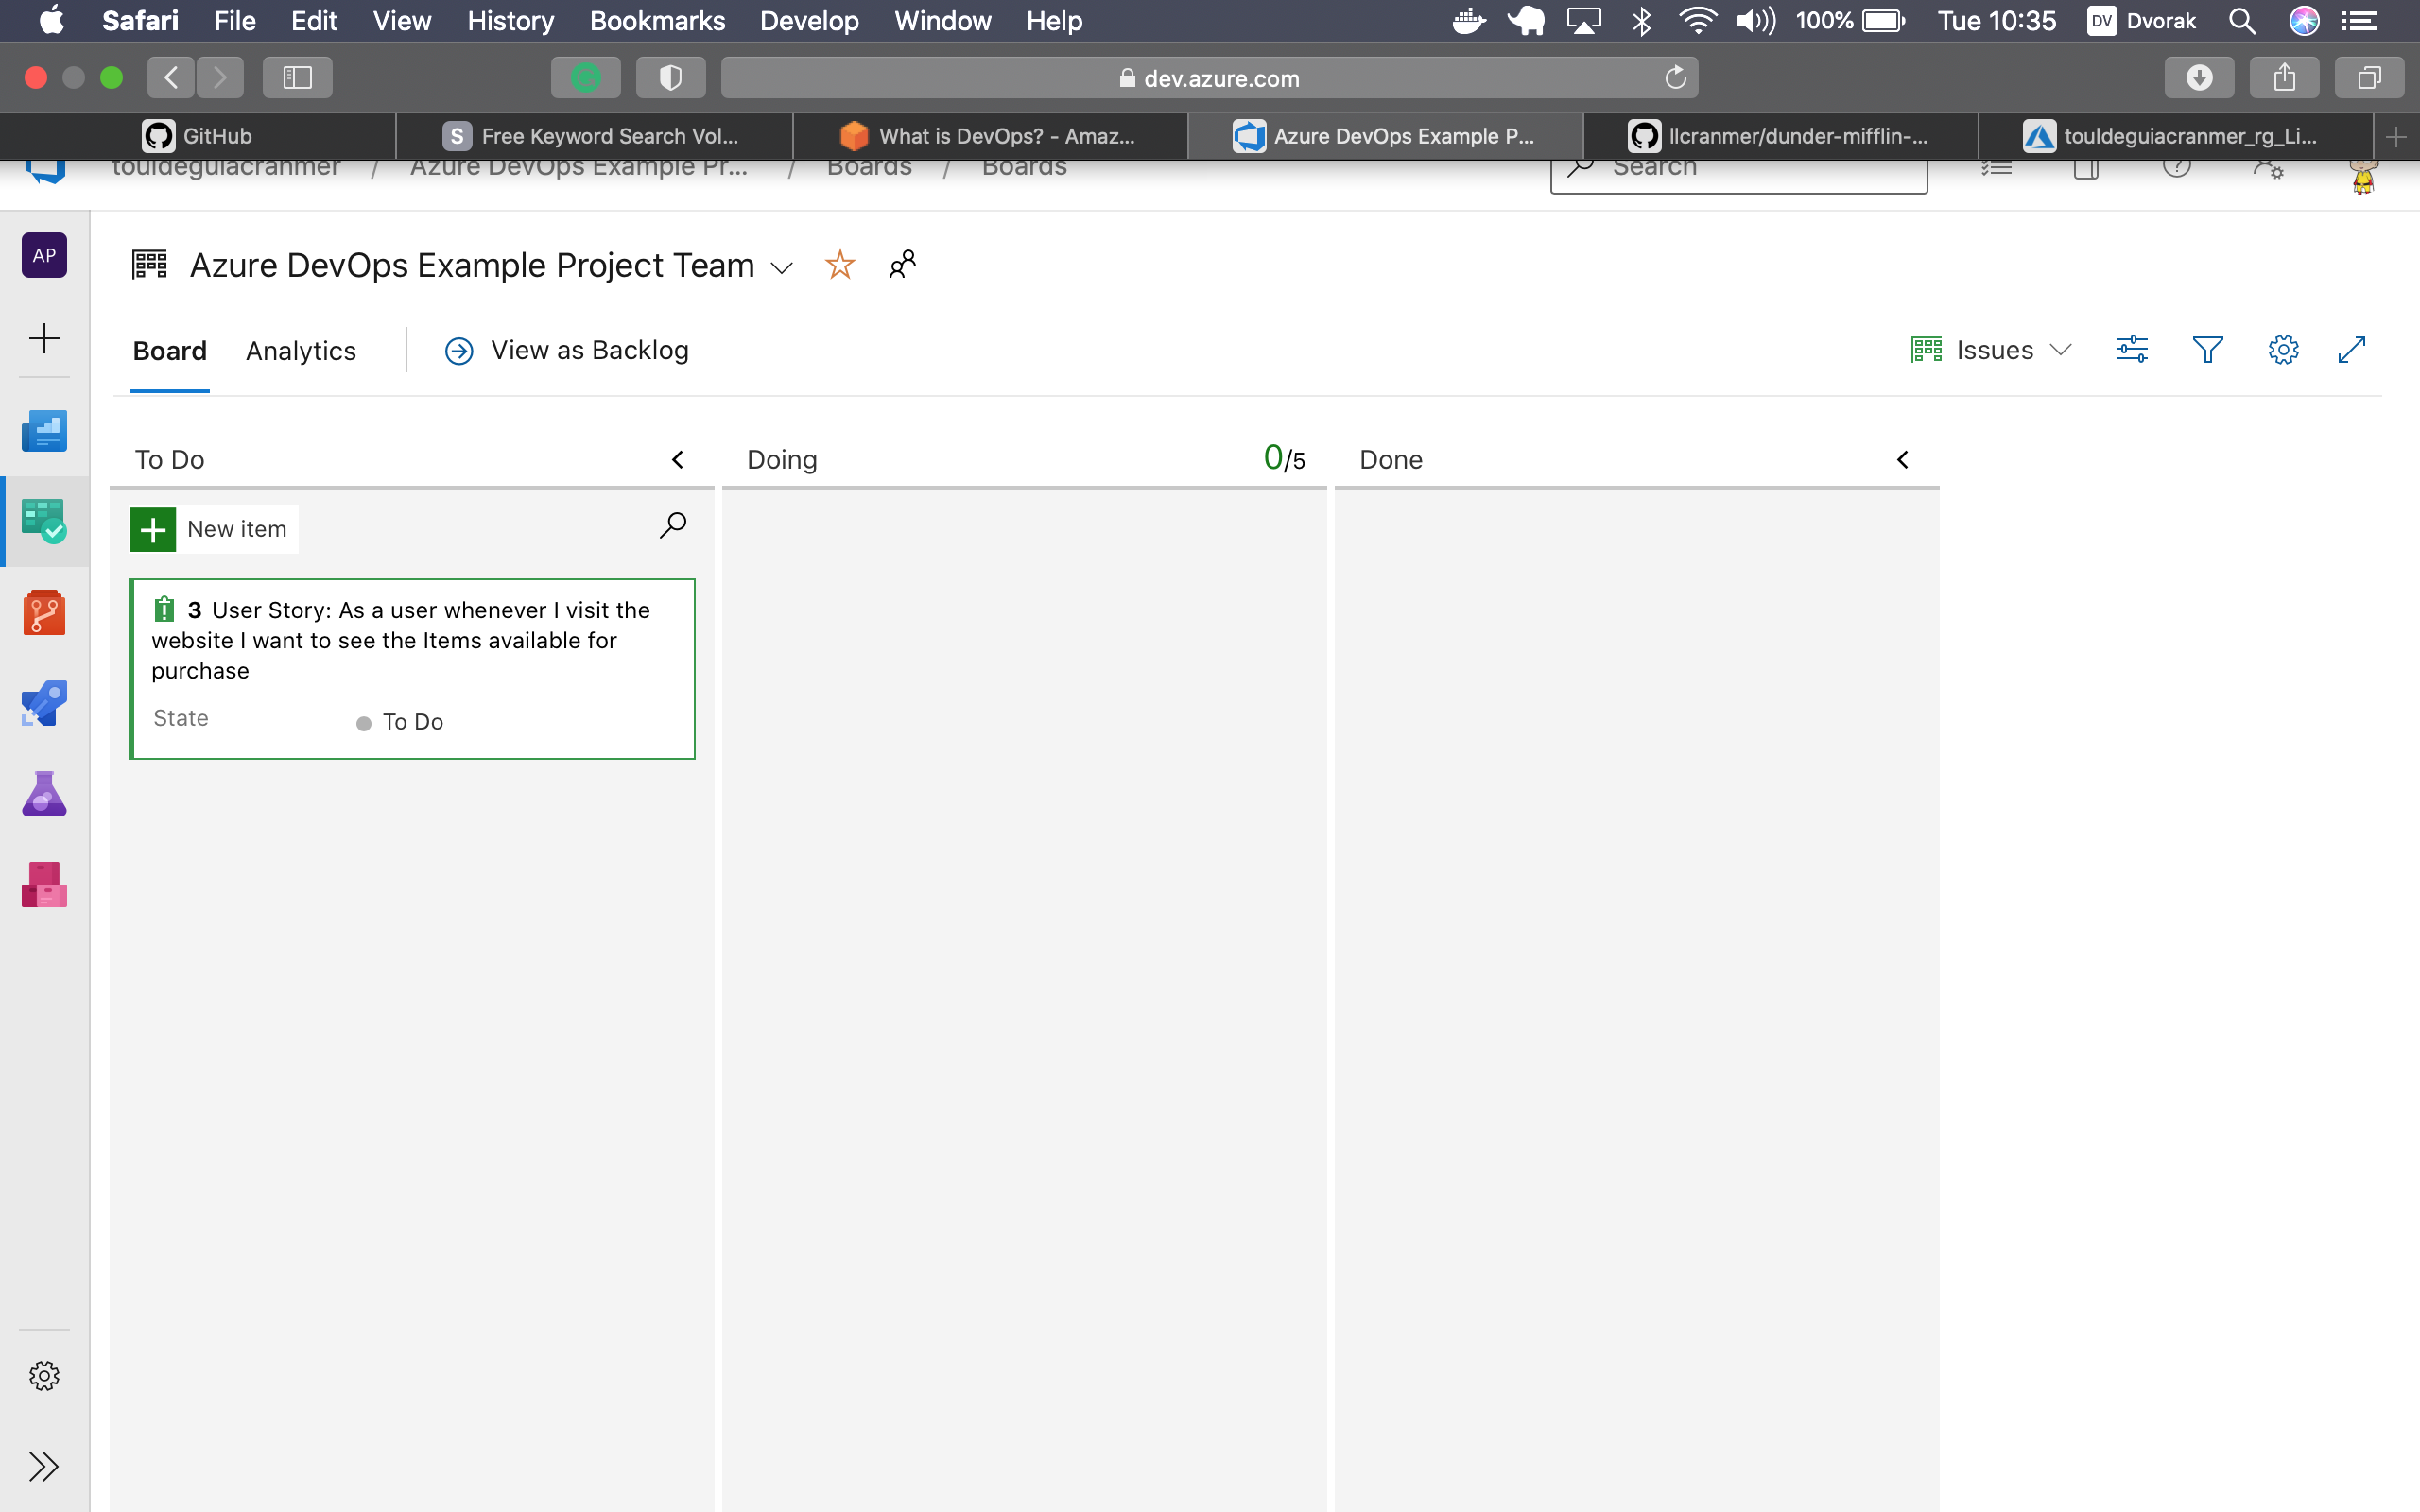 Safari File Edit View History Bookmarks Develop Window Help 100% Tue 10:35 DV Dvorak
dev.azure.com
GitHub S Free Keyword Search Vol... What is DevOps? - Amaz... Azure DevOps Example P... llcranmer/dunder-mifflin-... touldeguiacranmer_rg_Li...
touldeguiacranmer / Azure DevOps Example Pr... / Boards / Boards Search
AP Azure DevOps Example Project Team
Board Analytics View as Backlog Issues
To Do Doing 0/5 Done
New item
3 User Story: As a user whenever I visit the
website I want to see the Items available for
purchase
State To Do